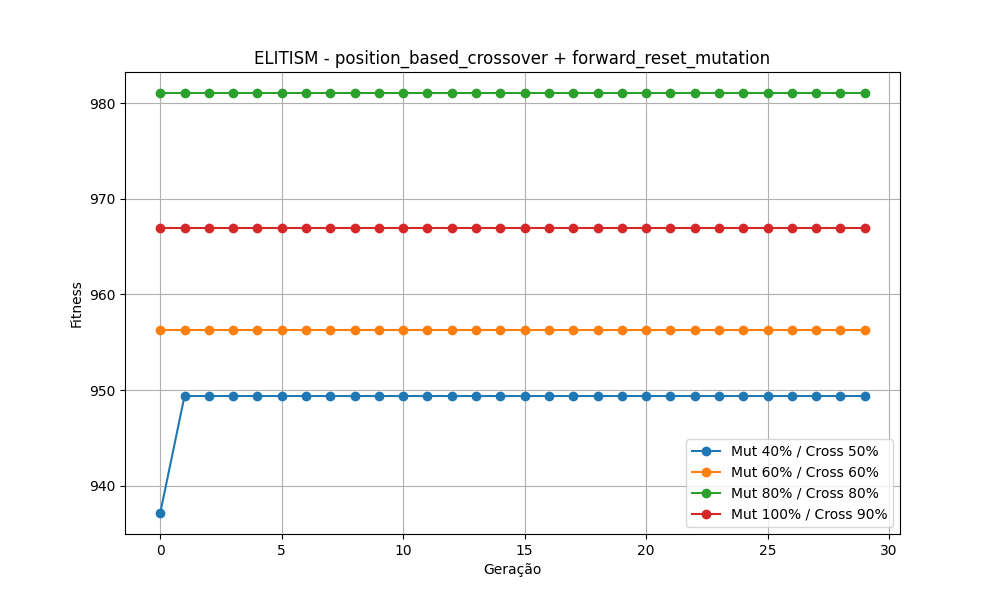 ELITISM - position_based_crossover + forward_reset_mutation
980
970
960
950
940
Fitness
0 5 10 15 20 25 30
Geração
Mut 40% / Cross 50%
Mut 60% / Cross 60%
Mut 80% / Cross 80%
Mut 100% / Cross 90%